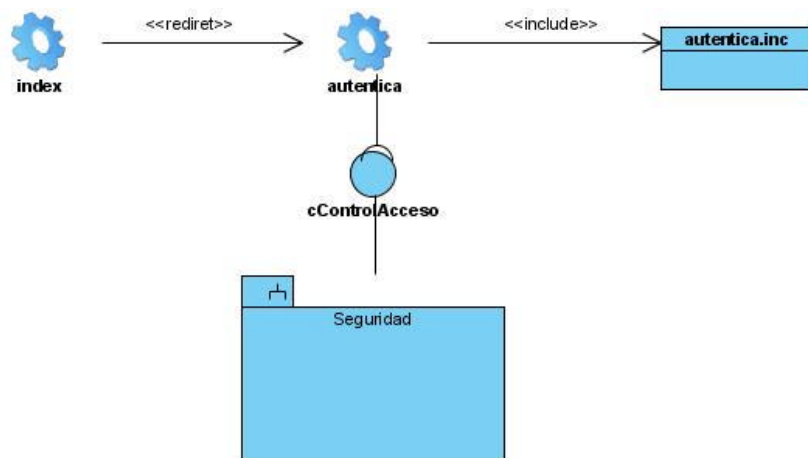 <<rediret>>
<<include>>
index
autentica
autentica.inc
cControlAcceso
Seguridad